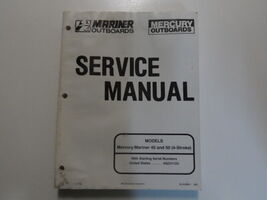 MARINER
OUTBOARDS
MERCURY
OUTBOARDS
SERVICE
MANUAL
MODELS
Mercury/Mariner 45 and 50 (4-Stroke)
With Starting Serial Numbers
United States